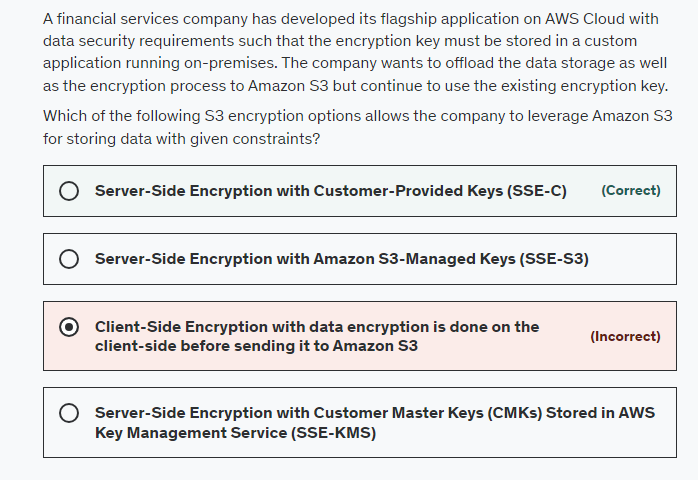 A financial services company has developed its flagship application on AWS Cloud with
data security requirements such that the encryption key must be stored in a custom
application running on-premises. The company wants to offload the data storage as well
as the encryption process to Amazon S3 but continue to use the existing encryption key.
Which of the following S3 encryption options allows the company to leverage Amazon S3
for storing data with given constraints?
Server-Side Encryption with Customer-Provided Keys (SSE-C) (Correct)
Server-Side Encryption with Amazon S3-Managed Keys (SSE-S3)
Client-Side Encryption with data encryption is done on the
client-side before sending it to Amazon S3
(Incorrect)
Server-Side Encryption with Customer Master Keys (CMKs) Stored in AWS
Key Management Service (SSE-KMS)